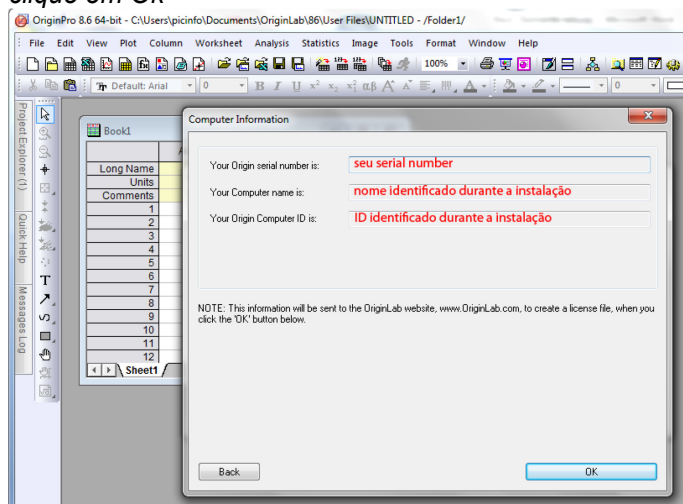 clique em OK
OriginPro 8.6 64-bit - C:\Users\picinfo\Documents\OriginLab\86\User Files\UNTITLED - /Folder1/
File Edit View Plot Column Worksheet Analysis Statistics Image Tools Format Window Help
100%
Default: Arial 0 B I U x² x₂ αβ A A 0
Project Explorer (1)
Quick Help
Messages Log
Book1
Long Name
Units
Comments
1
2
3
4
5
6
7
8
9
10
11
12
Sheet1
Computer Information
Your Origin serial number is: seu serial number
Your Computer name is: nome identificado durante a instalação
Your Origin Computer ID is: ID identificado durante a instalação
NOTE: This information will be sent to the OriginLab website, www.OriginLab.com, to create a license file, when you
click the 'OK' button below.
Back OK